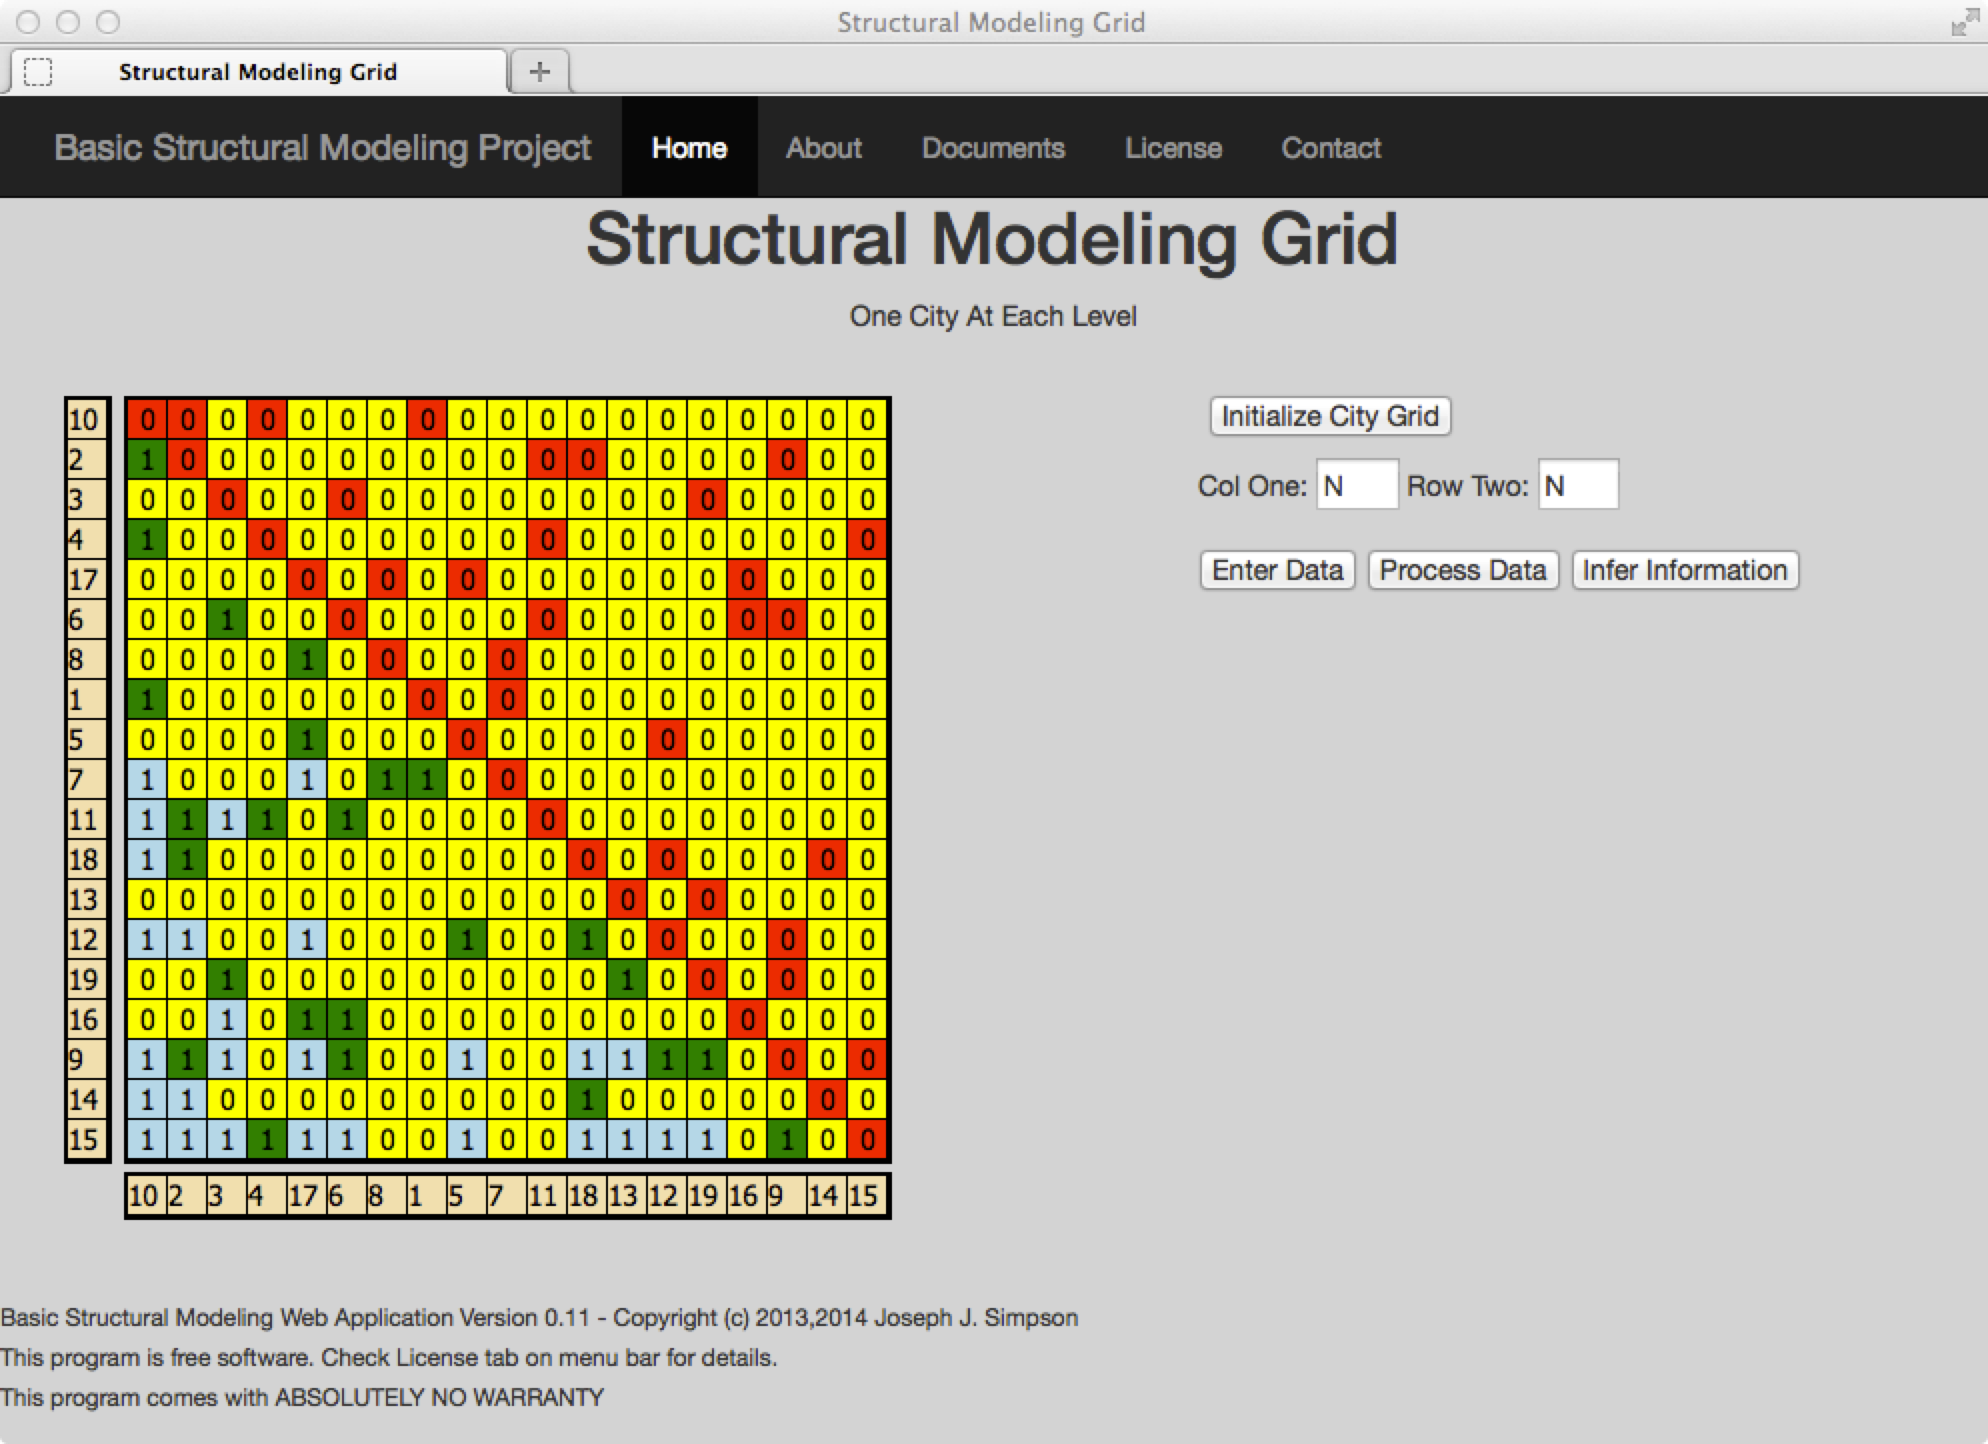 Structural Modeling Grid
Structural Modeling Grid
Basic Structural Modeling Project Home About Documents License Contact
Structural Modeling Grid
One City At Each Level
10 0 0 0 0 0 0 0 0 0 0 0 0 0 0 0 0 0 0 0
Initialize City Grid
2 1 0 0 0 0 0 0 0 0 0 0 0 0 0 0 0 0 0 0
Col One: N Row Two: N
3 0 0 0 0 0 0 0 0 0 0 0 0 0 0 0 0 0 0 0
4 1 0 0 0 0 0 0 0 0 0 0 0 0 0 0 0 0 0 0
17 0 0 0 0 0 0 0 0 0 0 0 0 0 0 0 0 0 0 0
Enter Data Process Data Infer Information
6 0 0 1 0 0 0 0 0 0 0 0 0 0 0 0 0 0 0 0
8 0 0 0 0 1 0 0 0 0 0 0 0 0 0 0 0 0 0 0
1 1 0 0 0 0 0 0 0 0 0 0 0 0 0 0 0 0 0 0
5 0 0 0 0 1 0 0 0 0 0 0 0 0 0 0 0 0 0 0
7 1 0 0 0 1 0 1 1 0 0 0 0 0 0 0 0 0 0 0
11 1 1 1 1 0 1 0 0 0 0 0 0 0 0 0 0 0 0 0
18 1 1 0 0 0 0 0 0 0 0 0 0 0 0 0 0 0 0 0
13 0 0 0 0 0 0 0 0 0 0 0 0 0 0 0 0 0 0 0
12 1 1 0 0 1 0 0 0 1 0 0 1 0 0 0 0 0 0 0
19 0 0 1 0 0 0 0 0 0 0 0 0 1 0 0 0 0 0 0
16 0 0 1 0 1 1 0 0 0 0 0 0 0 0 0 0 0 0 0
9 1 1 1 0 1 1 0 0 1 0 0 1 1 1 1 0 0 0 0
14 1 1 0 0 0 0 0 0 0 0 0 1 0 0 0 0 0 0 0
15 1 1 1 1 1 1 0 0 1 0 0 1 1 1 1 0 1 0 0
10 2 3 4 17 6 8 1 5 7 11 18 13 12 19 16 9 14 15
Basic Structural Modeling Web Application Version 0.11 - Copyright (c) 2013,2014 Joseph J. Simpson
This program is free software. Check License tab on menu bar for details.
This program comes with ABSOLUTELY NO WARRANTY